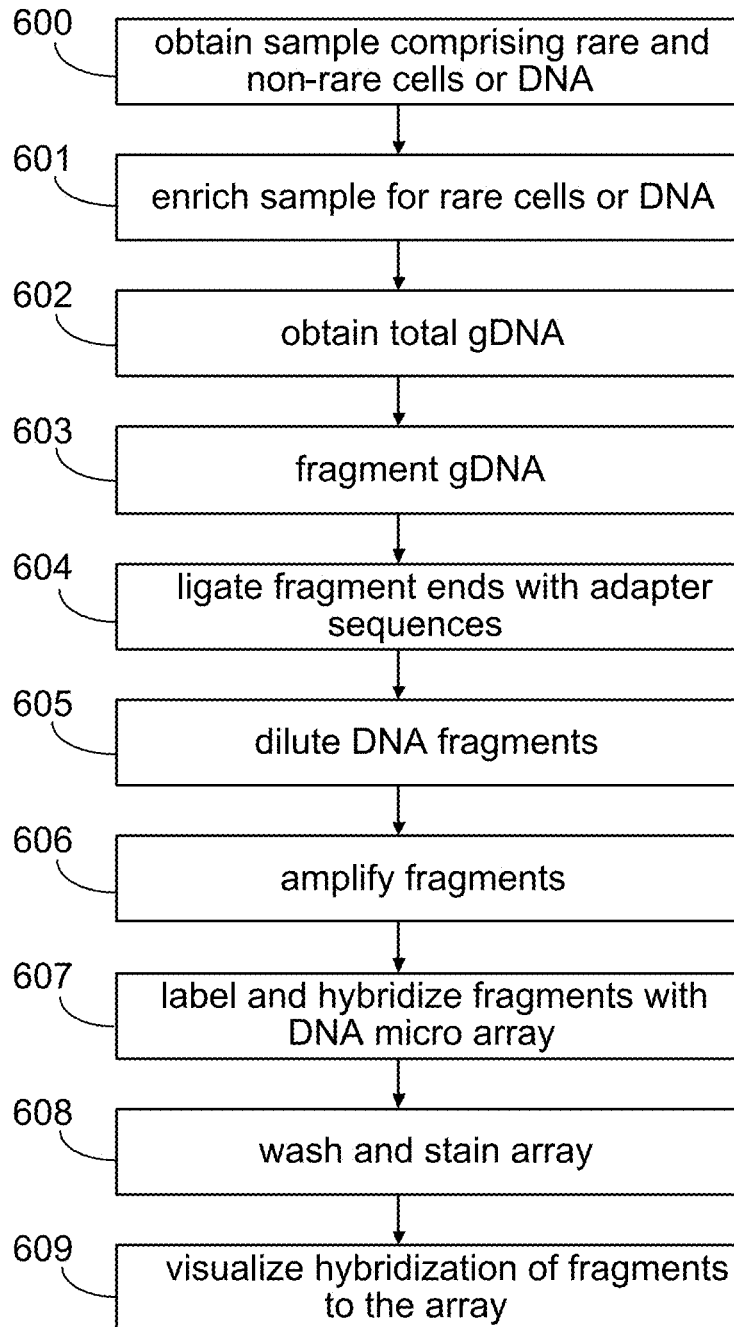 600
obtain sample comprising rare and
non-rare cells or DNA
601
enrich sample for rare cells or DNA
602
obtain total gDNA
603
fragment gDNA
604
ligate fragment ends with adapter
sequences
605
dilute DNA fragments
606
amplify fragments
607
label and hybridize fragments with
DNA micro array
608
wash and stain array
609
visualize hybridization of fragments
to the array